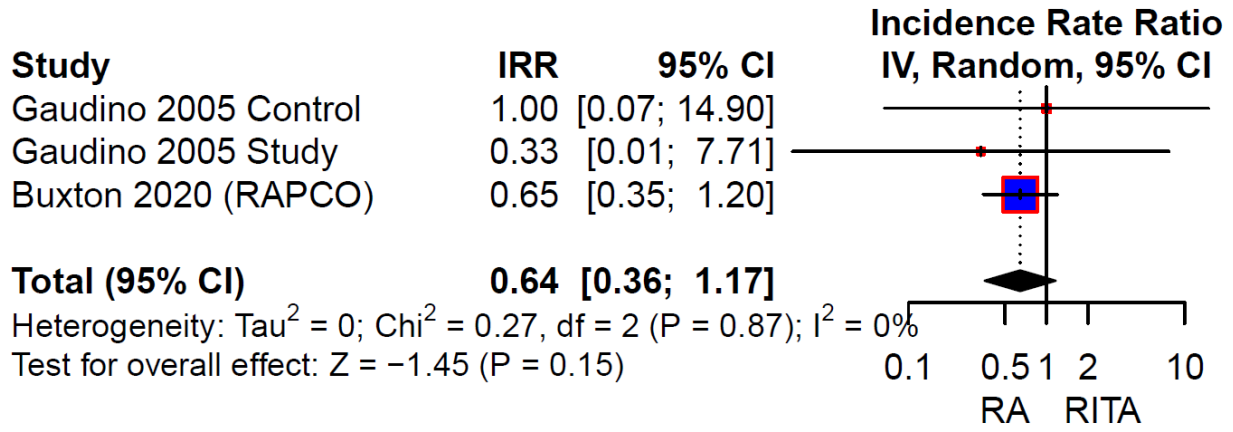 Incidence Rate Ratio
Study IRR 95% CI IV, Random, 95% CI
Gaudino 2005 Control 1.00 [0.07; 14.90]
Gaudino 2005 Study 0.33 [0.01; 7.71]
Buxton 2020 (RAPCO) 0.65 [0.35; 1.20]
Total (95% CI) 0.64 [0.36; 1.17]
Heterogeneity: Tau² = 0; Chi² = 0.27, df = 2 (P = 0.87); I² = 0%
Test for overall effect: Z = −1.45 (P = 0.15)
0.1 0.5 1 2 10
RA RITA